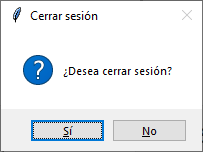 Cerrar sesión
¿Desea cerrar sesión?
Sí
No